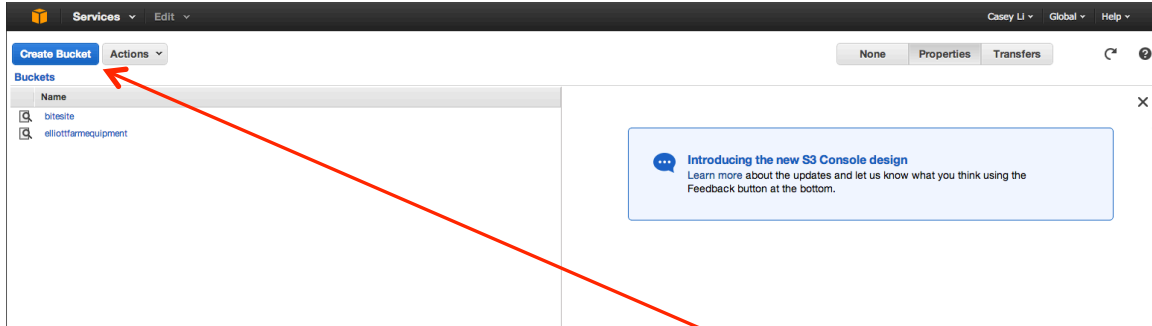 Services Edit Casey Li Global Help
Create Bucket Actions None Properties Transfers
Buckets
Name
bitesite
elliottfarmequipment
Introducing the new S3 Console design
Learn more about the updates and let us know what you think using the
Feedback button at the bottom.